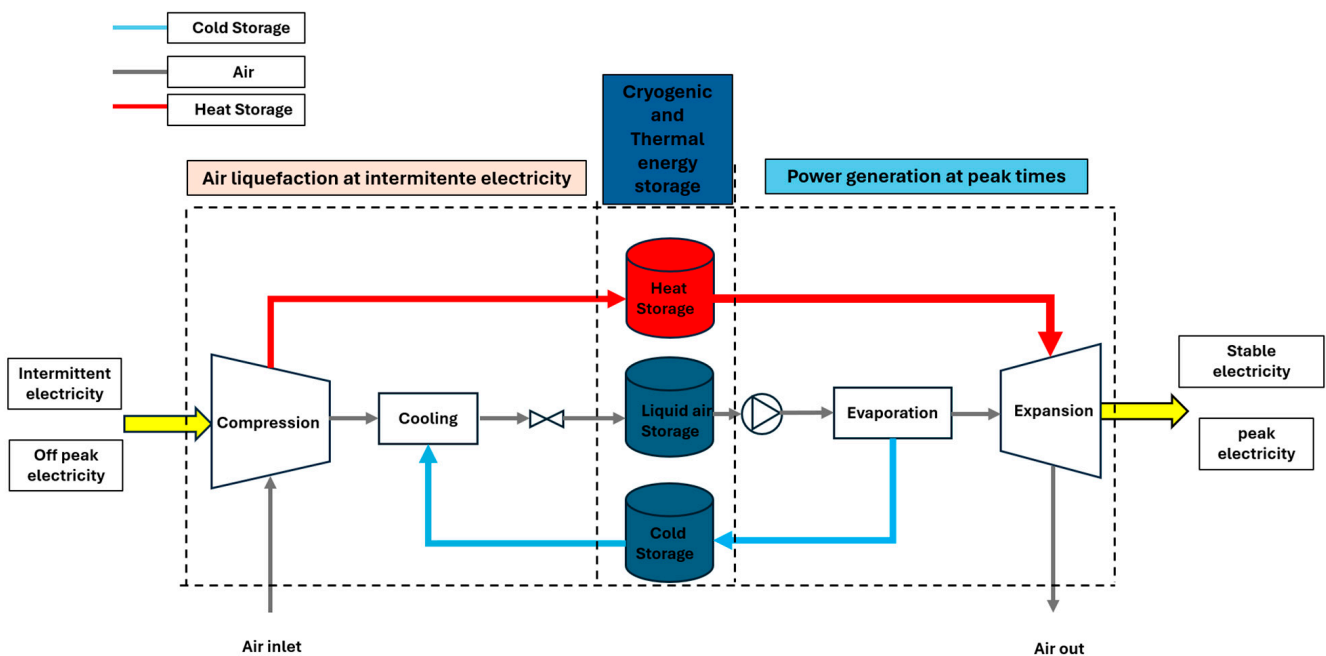 Cold Storage
Air
Heat Storage
Cryogenic
and
Thermal
energy
storage
Air liquefaction at intermitente electricity
Power generation at peak times
Heat
Storage
Intermittent
electricity
Off peak
electricity
Compression
Cooling
Liquid air
Storage
Evaporation
Expansion
Stable
electricity
peak
electricity
Cold
Storage
Air inlet
Air out